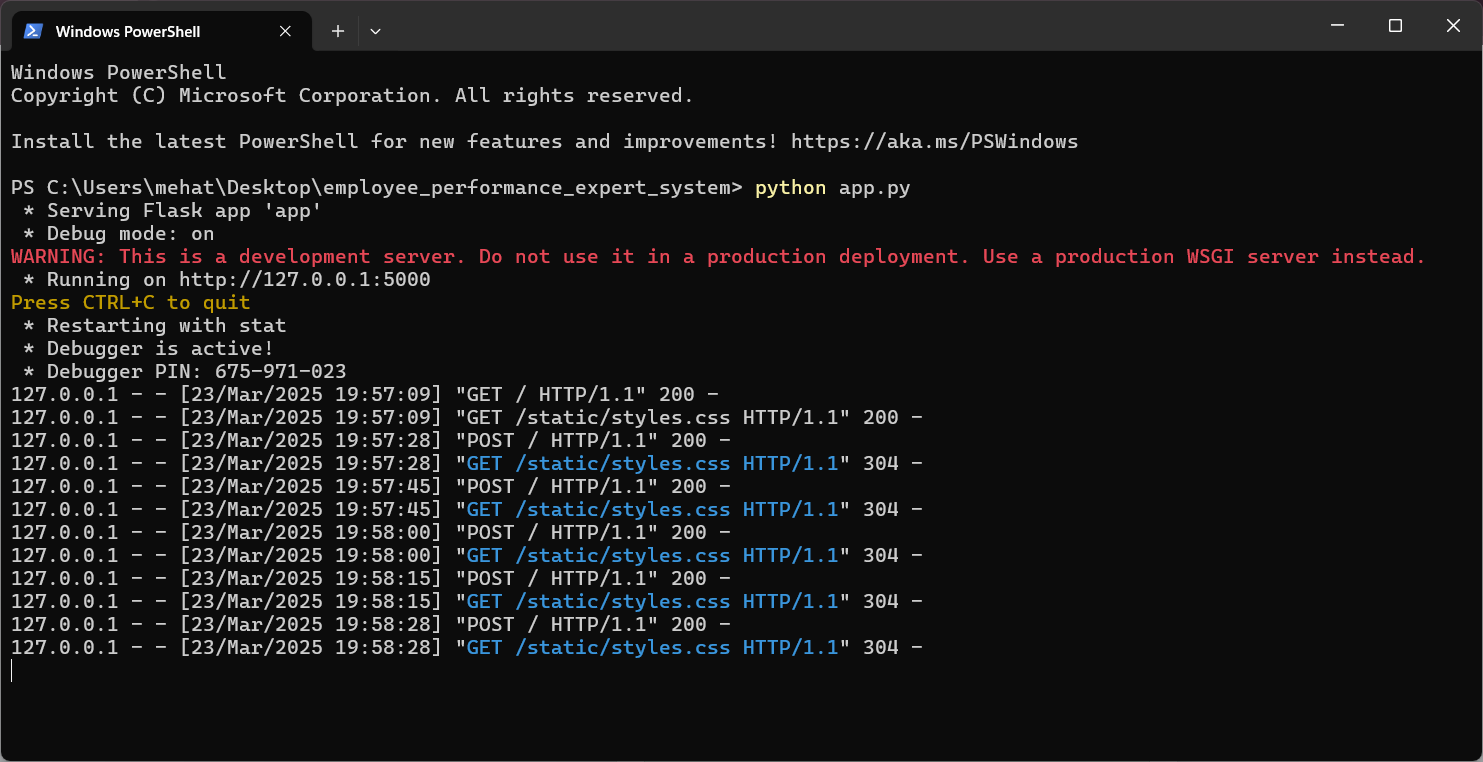 Windows PowerShell
Windows PowerShell
Copyright (C) Microsoft Corporation. All rights reserved.
Install the latest PowerShell for new features and improvements! https://aka.ms/PSWindows
PS C:\Users\mehat\Desktop\employee_performance_expert_system> python app.py
 * Serving Flask app 'app'
 * Debug mode: on
WARNING: This is a development server. Do not use it in a production deployment. Use a production WSGI server instead.
 * Running on http://127.0.0.1:5000
Press CTRL+C to quit
 * Restarting with stat
 * Debugger is active!
 * Debugger PIN: 675-971-023
127.0.0.1 - - [23/Mar/2025 19:57:09] "GET / HTTP/1.1" 200 -
127.0.0.1 - - [23/Mar/2025 19:57:09] "GET /static/styles.css HTTP/1.1" 200 -
127.0.0.1 - - [23/Mar/2025 19:57:28] "POST / HTTP/1.1" 200 -
127.0.0.1 - - [23/Mar/2025 19:57:28] "GET /static/styles.css HTTP/1.1" 304 -
127.0.0.1 - - [23/Mar/2025 19:57:45] "POST / HTTP/1.1" 200 -
127.0.0.1 - - [23/Mar/2025 19:57:45] "GET /static/styles.css HTTP/1.1" 304 -
127.0.0.1 - - [23/Mar/2025 19:58:00] "POST / HTTP/1.1" 200 -
127.0.0.1 - - [23/Mar/2025 19:58:00] "GET /static/styles.css HTTP/1.1" 304 -
127.0.0.1 - - [23/Mar/2025 19:58:15] "POST / HTTP/1.1" 200 -
127.0.0.1 - - [23/Mar/2025 19:58:15] "GET /static/styles.css HTTP/1.1" 304 -
127.0.0.1 - - [23/Mar/2025 19:58:28] "POST / HTTP/1.1" 200 -
127.0.0.1 - - [23/Mar/2025 19:58:28] "GET /static/styles.css HTTP/1.1" 304 -